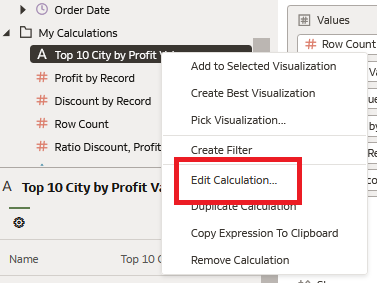 Order Date
My Calculations
Top 10 City by Profit
Profit by Record
Discount by Record
Row Count
Ratio Discount, Profit
Add to Selected Visualization
Create Best Visualization
Pick Visualization...
Create Filter
Edit Calculation...
Duplicate Calculation
Copy Expression To Clipboard
Remove Calculation
Values
Row Count
A Top 10 City by Profit Va
Name
Top 10